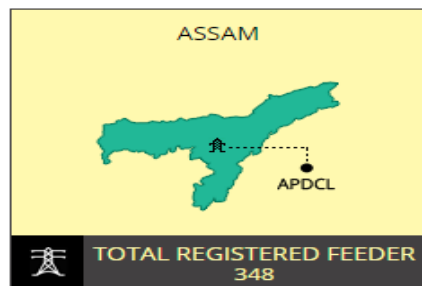 ASSAM
APDCL
TOTAL REGISTERED FEEDER
348